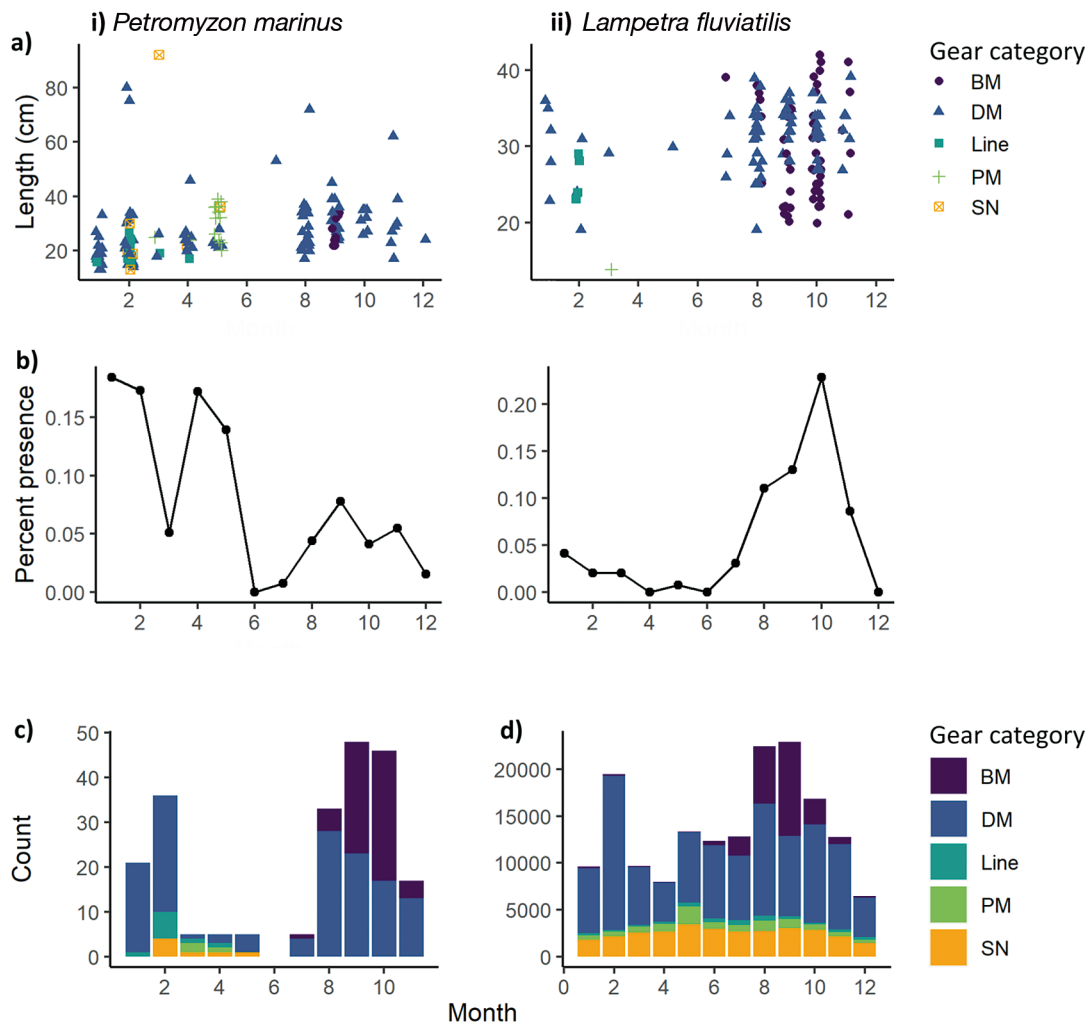 i) Petromyzon marinus
ii) Lampetra fluviatilis
a)
Length (cm)
80
60
40
20
2 4 6 8 10 12
40
30
20
2 4 6 8 10 12
Gear category
BM
DM
Line
PM
SN
Month
b)
Percent presence
0.15
0.10
0.05
0.00
2 4 6 8 10 12
0.20
0.15
0.10
0.05
0.00
2 4 6 8 10 12
c)
Count
50
40
30
20
10
0
2 4 6 8 10
d)
20000
15000
10000
5000
0
0 2 4 6 8 10 12
Gear category
BM
DM
Line
PM
SN
Month